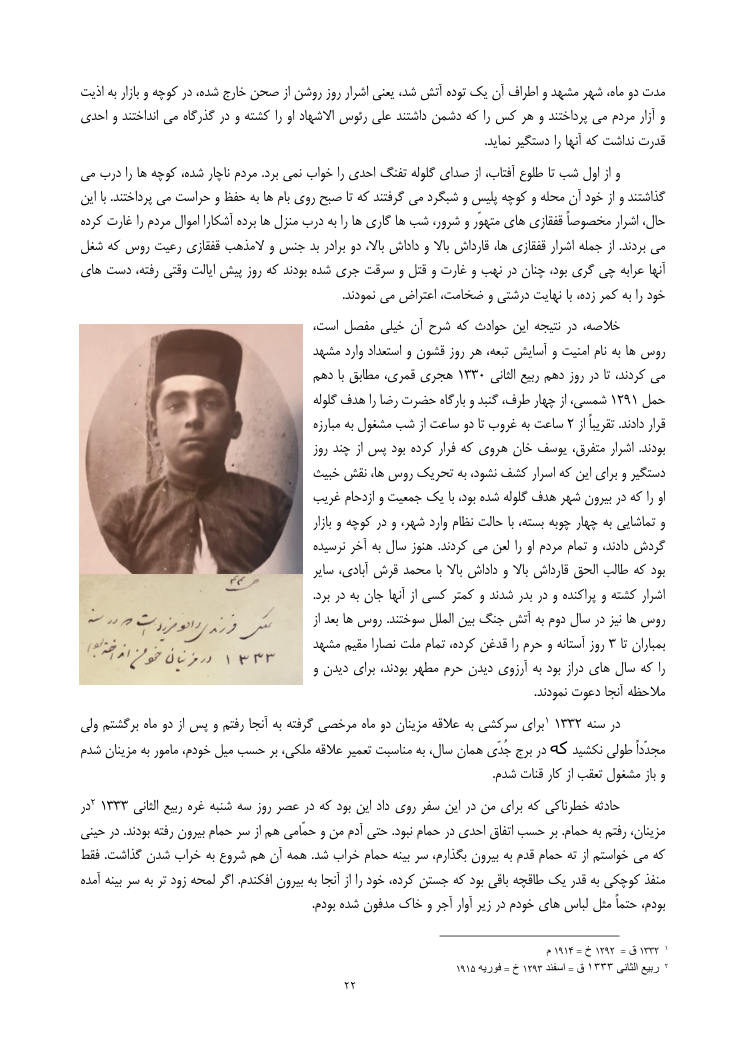 مدت دو ماه، شهر مشهد و اطراف آن یک توده آتش شد، یعنی اشرار روز روشن از صحن خارج شده، در کوچه و بازار به اذیت
و آزار مردم می پرداختند و هر کس را که دشمن داشتند علی رئوس الاشهاد او را کشته و در گذرگاه می انداختند و احدی
قدرت نداشت که آنها را دستگیر نماید.
و از اول شب تا طلوع آفتاب، از صدای گلوله تفنگ احدی را خواب نمی برد. مردم ناچار شده، کوچه ها را درب می
گذاشتند و از خود آن محله و کوچه پلیس و شبگرد می گرفتند که تا صبح روی بام ها به حفظ و حراست می پرداختند. با این
حال، اشرار مخصوصاً قفقازی های متهوّر و شرور، شب ها گاری ها را به درب منزل ها برده آشکارا اموال مردم را غارت کرده
می بردند. از جمله اشرار قفقازی ها، قارداش بالا و داداش بالا، دو برادر بد جنس و لامذهب قفقازی رعیت روس که شغل
آنها عرابه چی گری بود، چنان در نهب و غارت و قتل و سرقت جری شده بودند که روز پیش ایالت وقتی رفته، دست های
خود را به کمر زده، با نهایت درشتی و ضخامت، اعتراض می نمودند.
خلاصه، در نتیجه این حوادث که شرح آن خیلی مفصل است،
روس ها به نام امنیت و آسایش تبعه، هر روز قشون و استعداد وارد مشهد
می کردند، تا در روز دهم ربیع الثانی ۱۳۳۰ هجری قمری، مطابق با دهم
حمل ۱۲۹۱ شمسی، از چهار طرف، گنبد و بارگاه حضرت رضا را هدف گلوله
قرار دادند. تقریباً از ۲ ساعت به غروب تا دو ساعت از شب مشغول به مبارزه
بودند. اشرار متفرق، یوسف خان هروی که فرار کرده بود پس از چند روز
دستگیر و برای این که اسرار کشف نشود، به تحریک روس ها، نقش خبیث
او را که در بیرون شهر هدف گلوله شده بود، با یک جمعیت و ازدحام غریب
و تماشایی به چهار چوبه بسته، با حالت نظام وارد شهر، و در کوچه و بازار
گردش دادند، و تمام مردم او را لعن می کردند. هنوز سال به آخر نرسیده
بود که طالب الحق قارداش بالا و داداش بالا با محمد قرش آبادی، سایر
اشرار کشته و پراکنده و در بدر شدند و کمتر کسی از آنها جان به در برد.
روس ها نیز در سال دوم به آتش جنگ بین الملل سوختند. روس ها بعد از
بمباران تا ۳ روز آستانه و حرم را قدغن کرده، تمام ملت نصارا مقیم مشهد
را که سال های دراز بود به آرزوی دیدن حرم مطهر بودند، برای دیدن و
ملاحظه آنجا دعوت نمودند.
فرزندی
۱۳۳۳
در سنه ۱۳۳۲ ۱برای سرکشی به علاقه مزینان دو ماه مرخصی گرفته به آنجا رفتم و پس از دو ماه برگشتم ولی
مجدّداً طولی نکشید که در برج جُدّی همان سال، به مناسبت تعمیر علاقه ملکی، بر حسب میل خودم، مامور به مزینان شدم
و باز مشغول تعقب از کار قنات شدم.
حادثه خطرناکی که برای من در این سفر روی داد این بود که در عصر روز سه شنبه غره ربیع الثانی ۱۳۳۳ ۲در
مزینان، رفتم به حمام. بر حسب اتفاق احدی در حمام نبود. حتی آدم من و حمّامی هم از سر حمام بیرون رفته بودند. در حینی
که می خواستم از ته حمام قدم به بیرون بگذارم، سر بینه حمام خراب شد. همه آن هم شروع به خراب شدن گذاشت. فقط
منفذ کوچکی به قدر یک طاقچه باقی بود که جستن کرده، خود را از آنجا به بیرون افکندم. اگر لمحه زود تر به سر بینه آمده
بودم، حتماً مثل لباس های خودم در زیر آوار آجر و خاک مدفون شده بودم.
۱ ۱۳۳۲ ق = ۱۲۹۲ خ = ۱۹۱۴ م
۲ ربیع الثانی ۱۳۳۳ ق = اسفند ۱۲۹۳ خ = فوریه ۱۹۱۵
۲۲